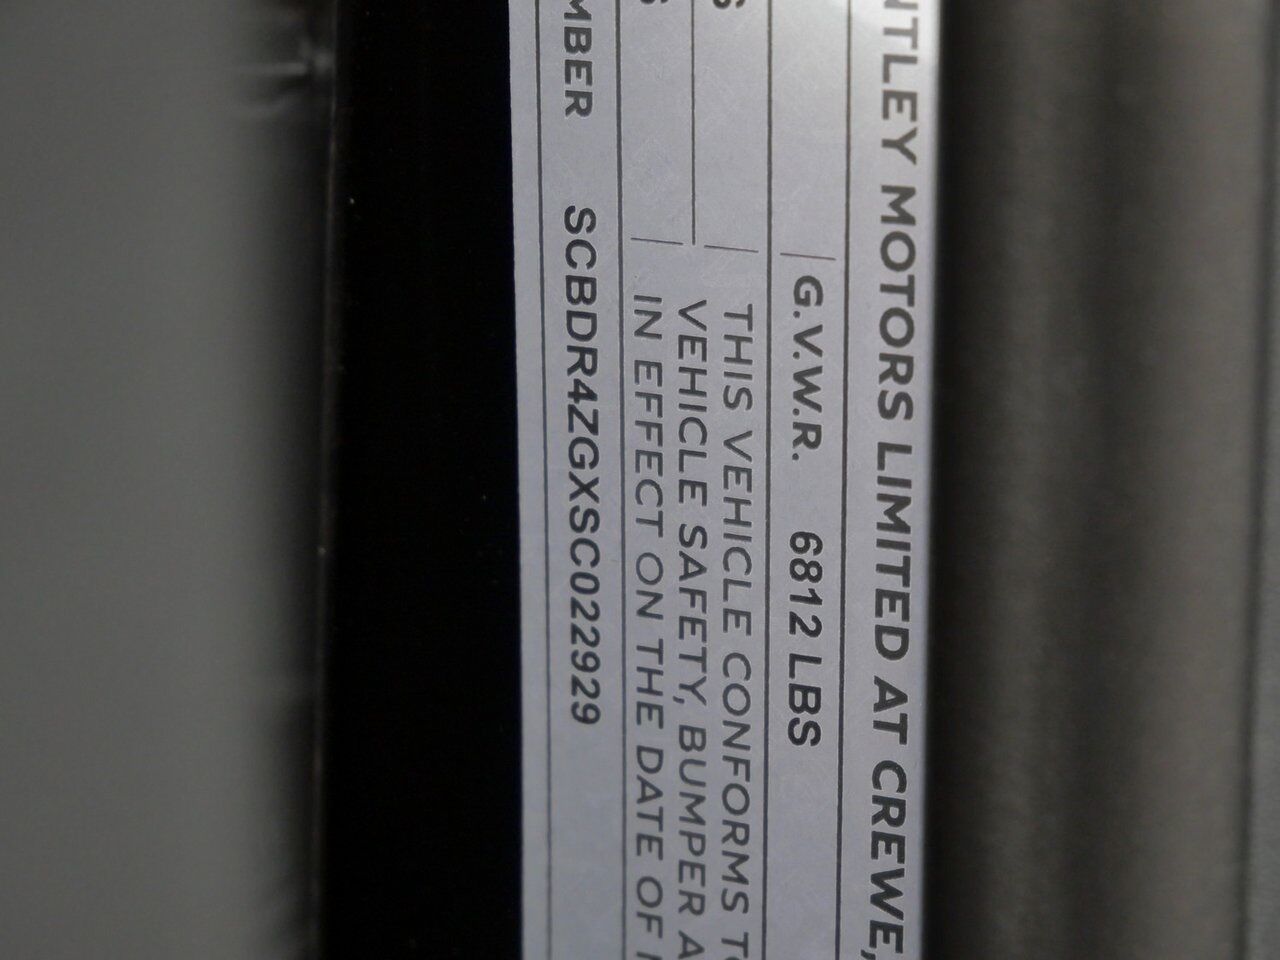 NTLEY MOTORS LIMITED AT CREWE,
G.V.W.R. 6812 LBS
THIS VEHICLE CONFORMS
VEHICLE SAFETY, BUMPER
IN EFFECT ON THE DATE OF
MBER SCBDR4ZGXSC022929